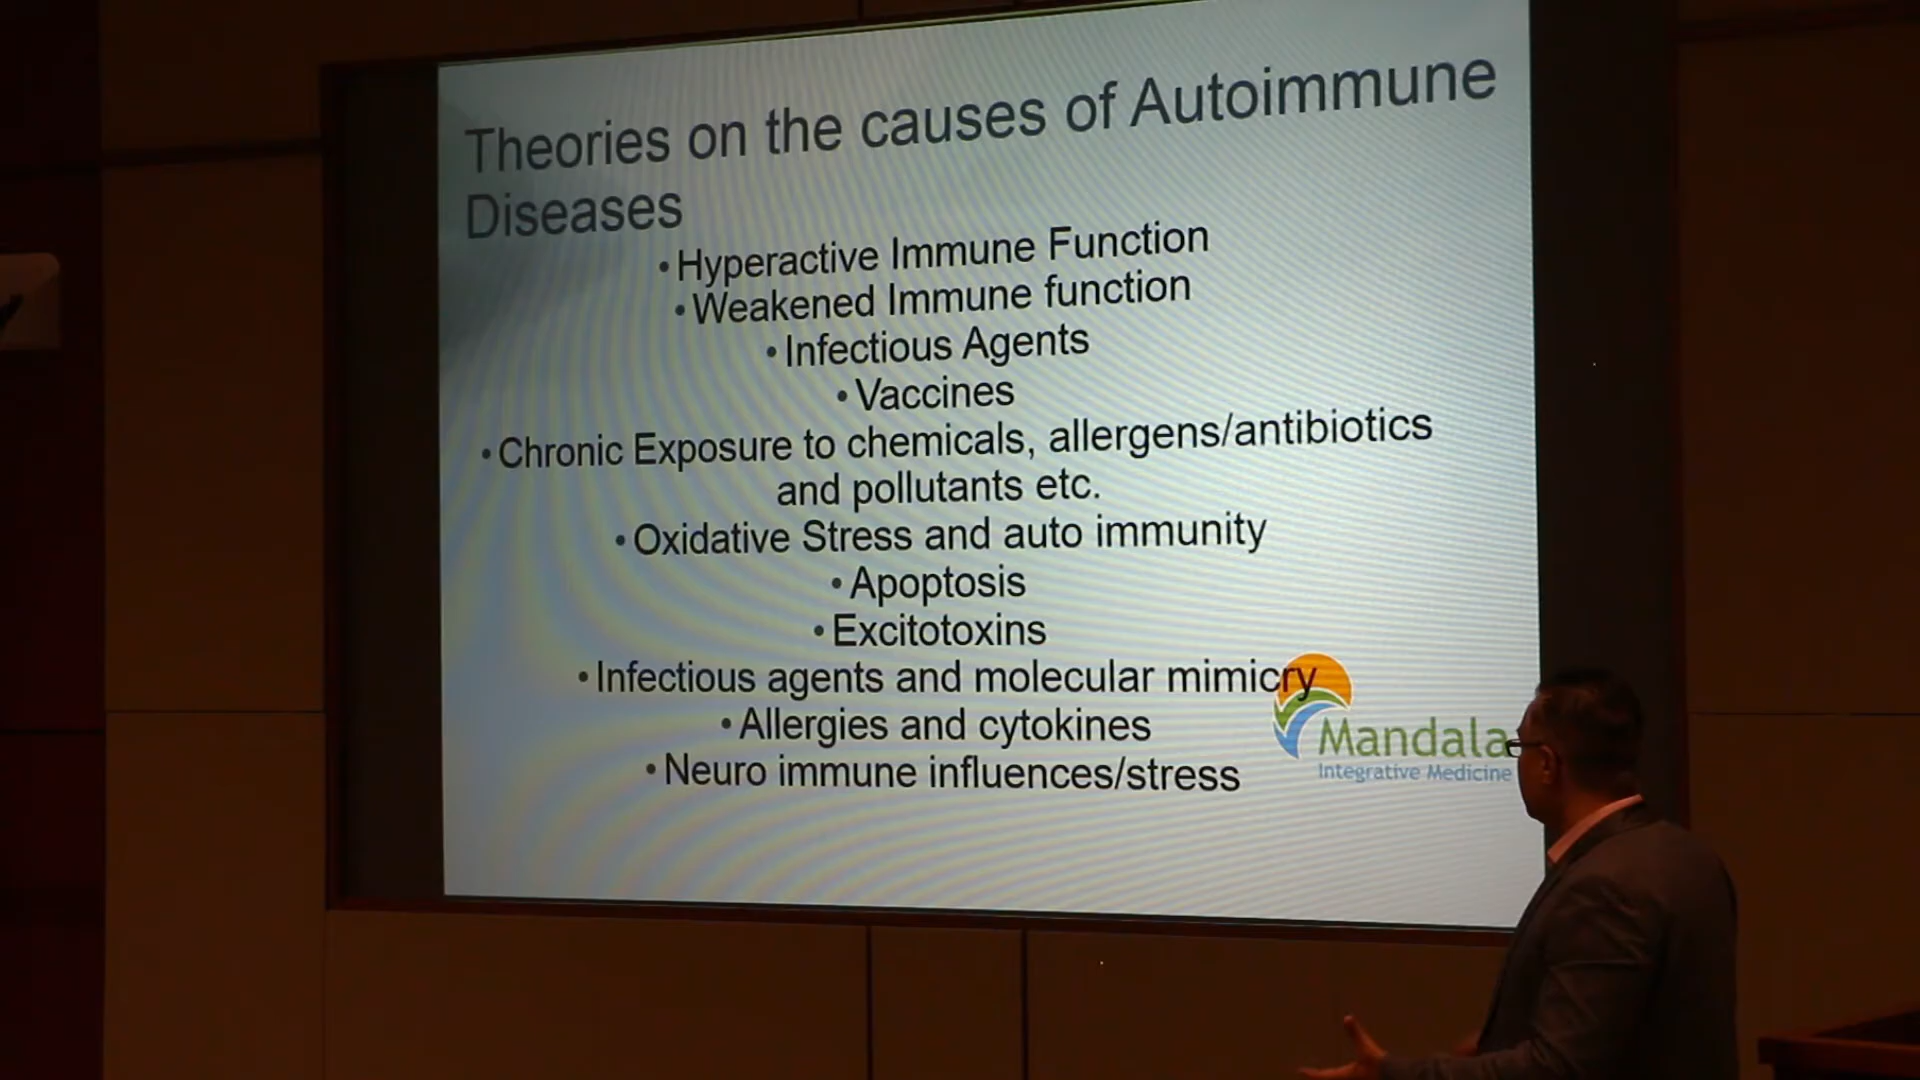 Theories on the causes of Autoimmune
Diseases
• Hyperactive Immune Function
• Weakened Immune function
• Infectious Agents
• Vaccines
• Chronic Exposure to chemicals, allergens/antibiotics
and pollutants etc.
• Oxidative Stress and auto immunity
• Apoptosis
• Excitotoxins
• Infectious agents and molecular mimicry
• Allergies and cytokines
• Neuro immune influences/stress
Mandala
Integrative Medicine